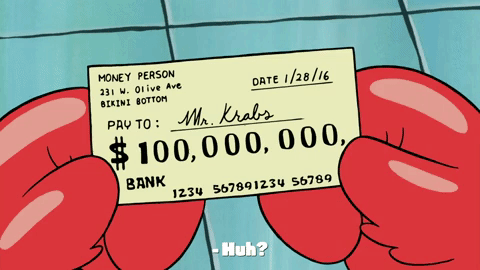 MONEY PERSON
231 W. Olive Ave
BIKINI BOTTOM
DATE 1/28/16
PAY TO: Mr. Krabs
$100,000,000,
BANK
1234 567891234 56789
- Huh?